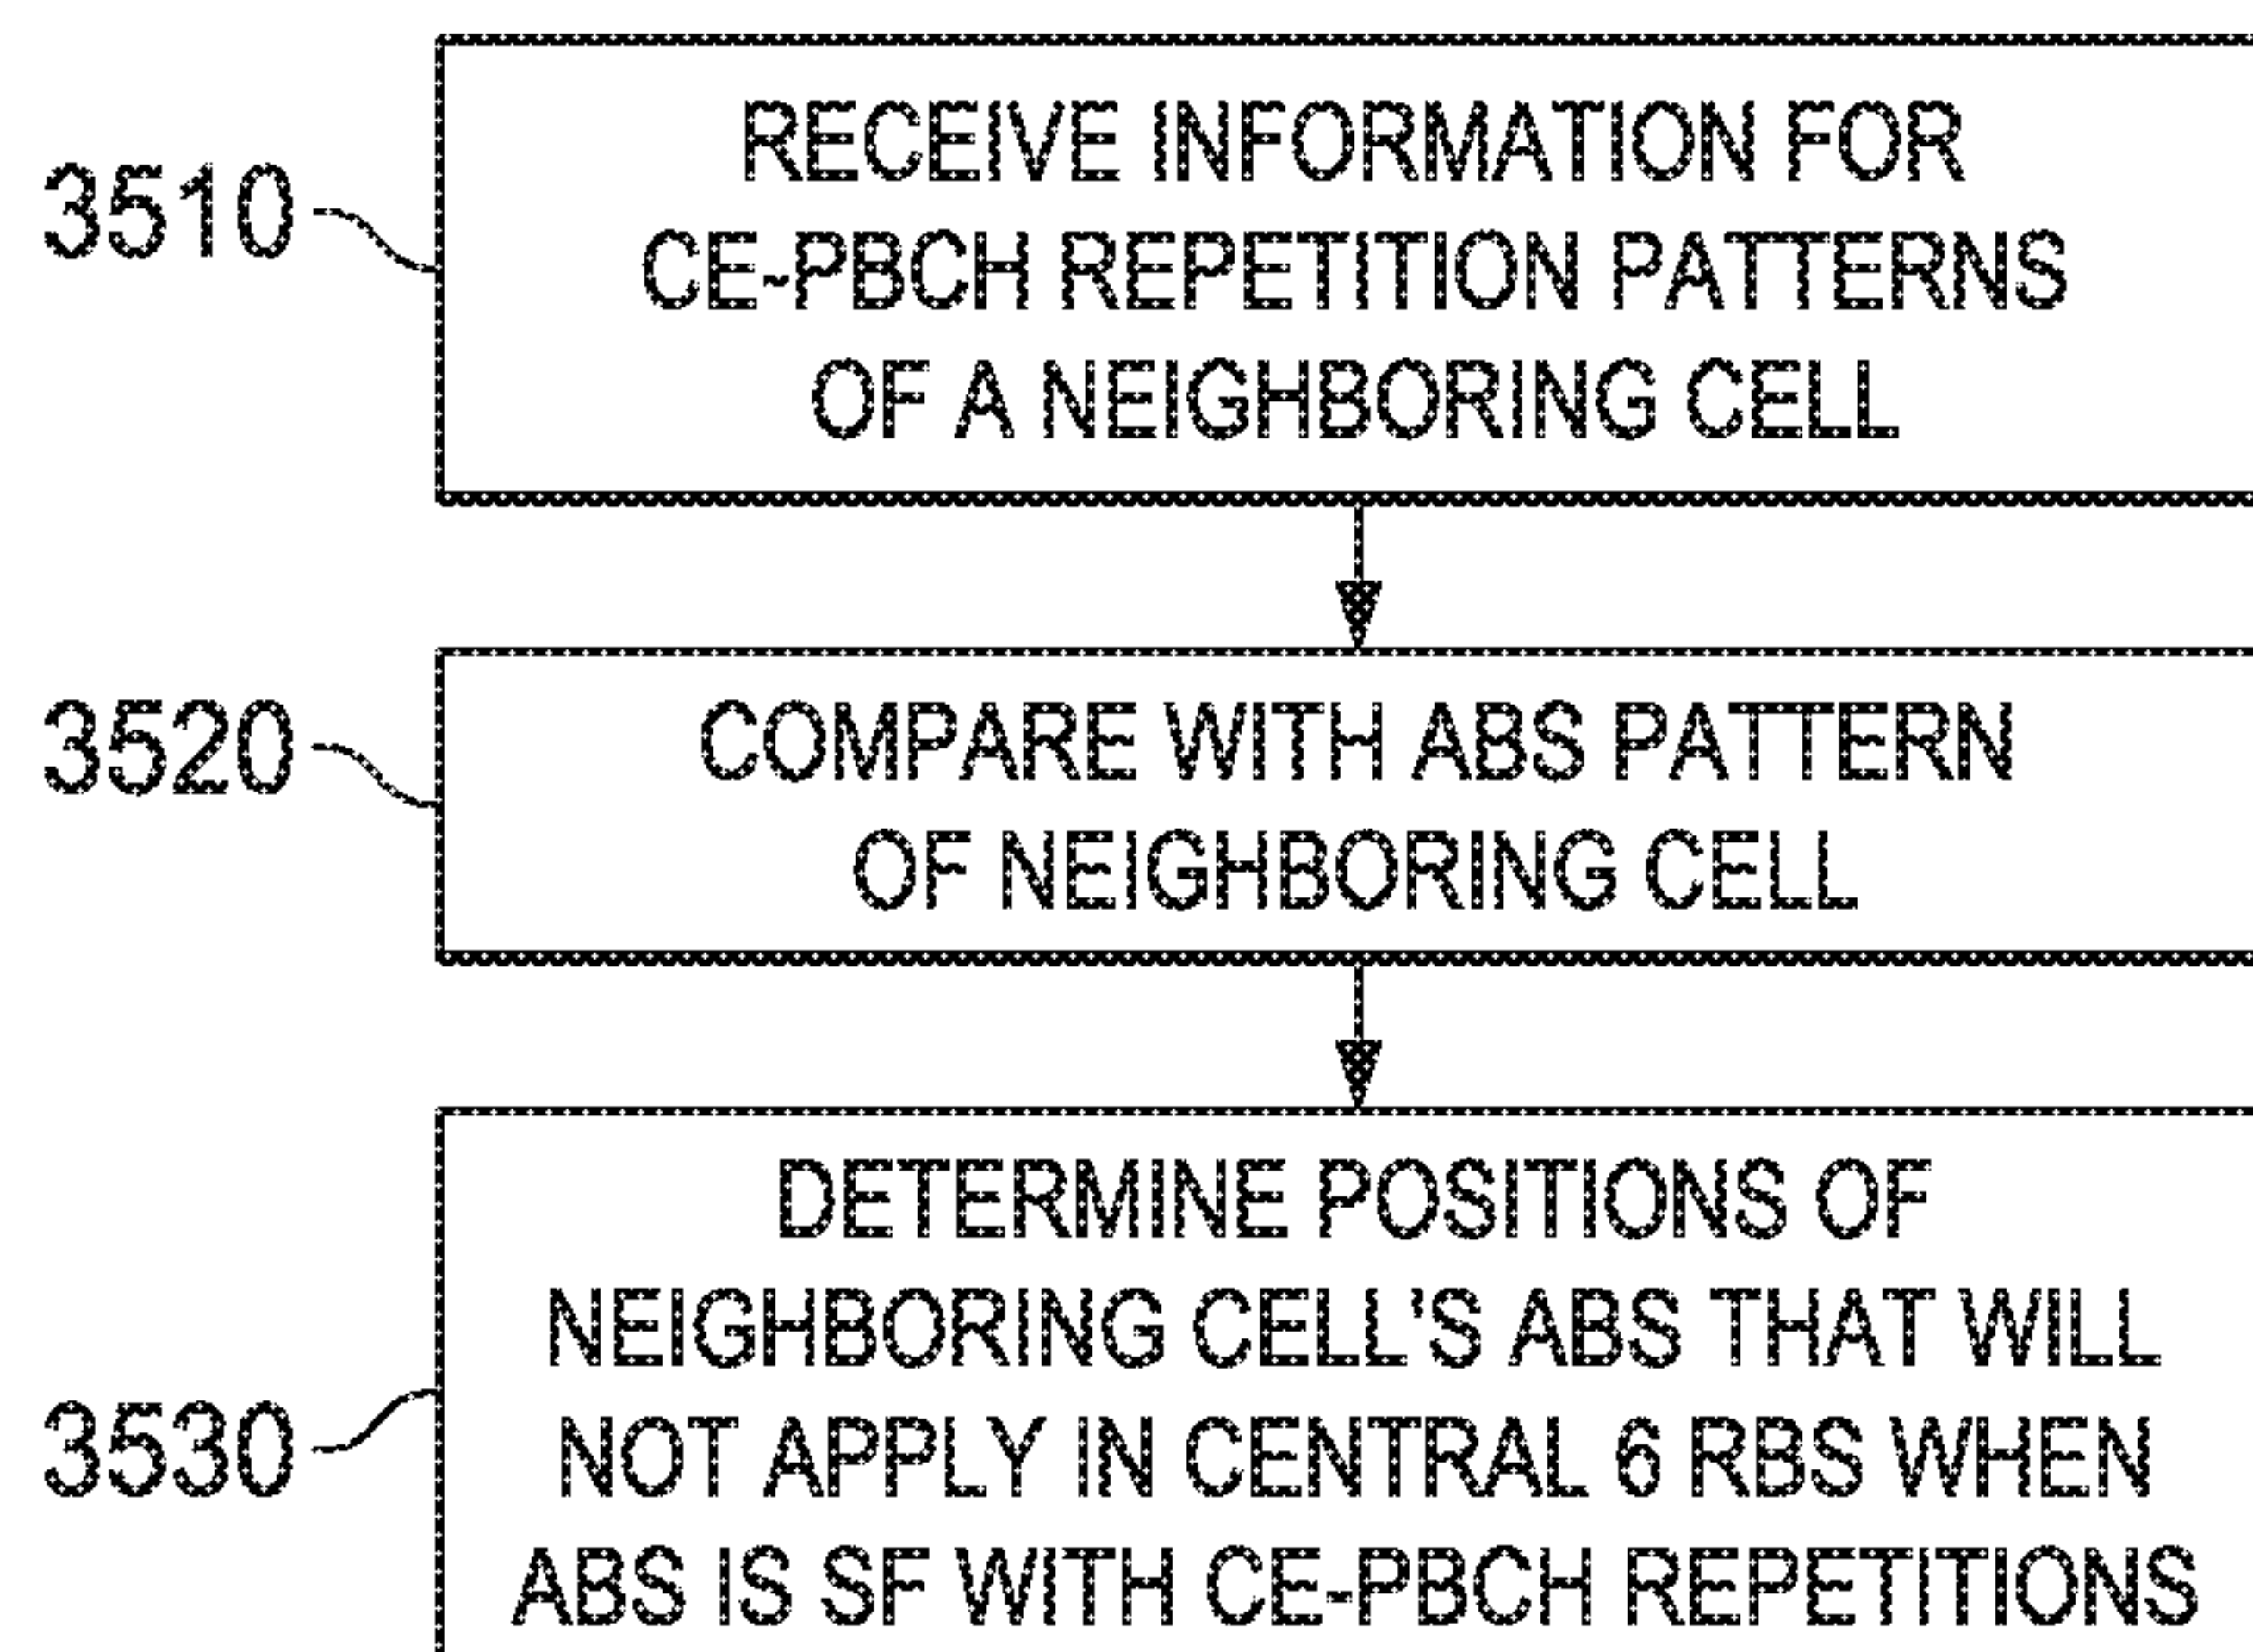 3510
RECEIVE INFORMATION FOR
CE-PBCH REPETITION PATTERNS
OF A NEIGHBORING CELL
3520
COMPARE WITH ABS PATTERN
OF NEIGHBORING CELL
3530
DETERMINE POSITIONS OF
NEIGHBORING CELL'S ABS THAT WILL
NOT APPLY IN CENTRAL 6 RBS WHEN
ABS IS SF WITH CE-PBCH REPETITIONS